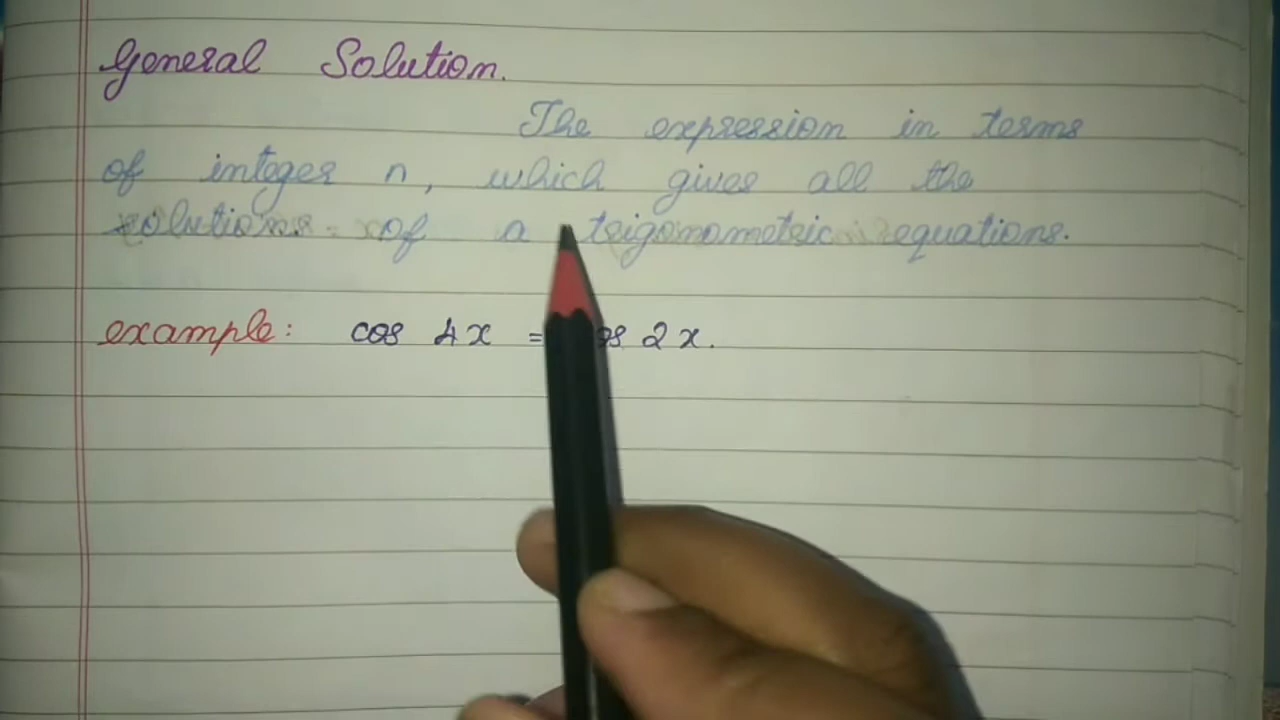 General Solution.
The expression in terms
of integer n, which gives all the
solutions of a trigonometric equations.
example: cos 4x = 2x.